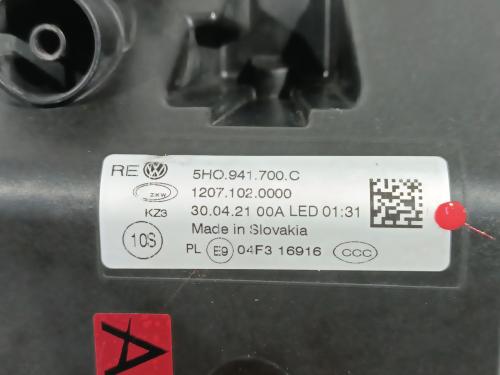 RE VW 5H0.941.700.C
ZKW 1207.102.0000
KZ3 30.04.21 00A LED 01:31
10S Made in Slovakia
PL E9 04F3 16916 CCC
A